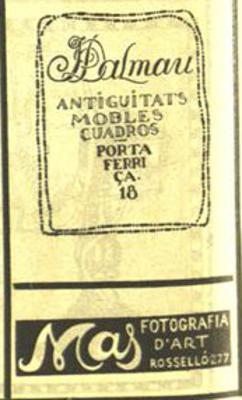 J Dalmau
ANTIGUITATS
MOBLES
CUADROS
PORTA
FERRI
ÇA·
18
Mas FOTOGRAFIA
D'ART
ROSSELLÓ 277